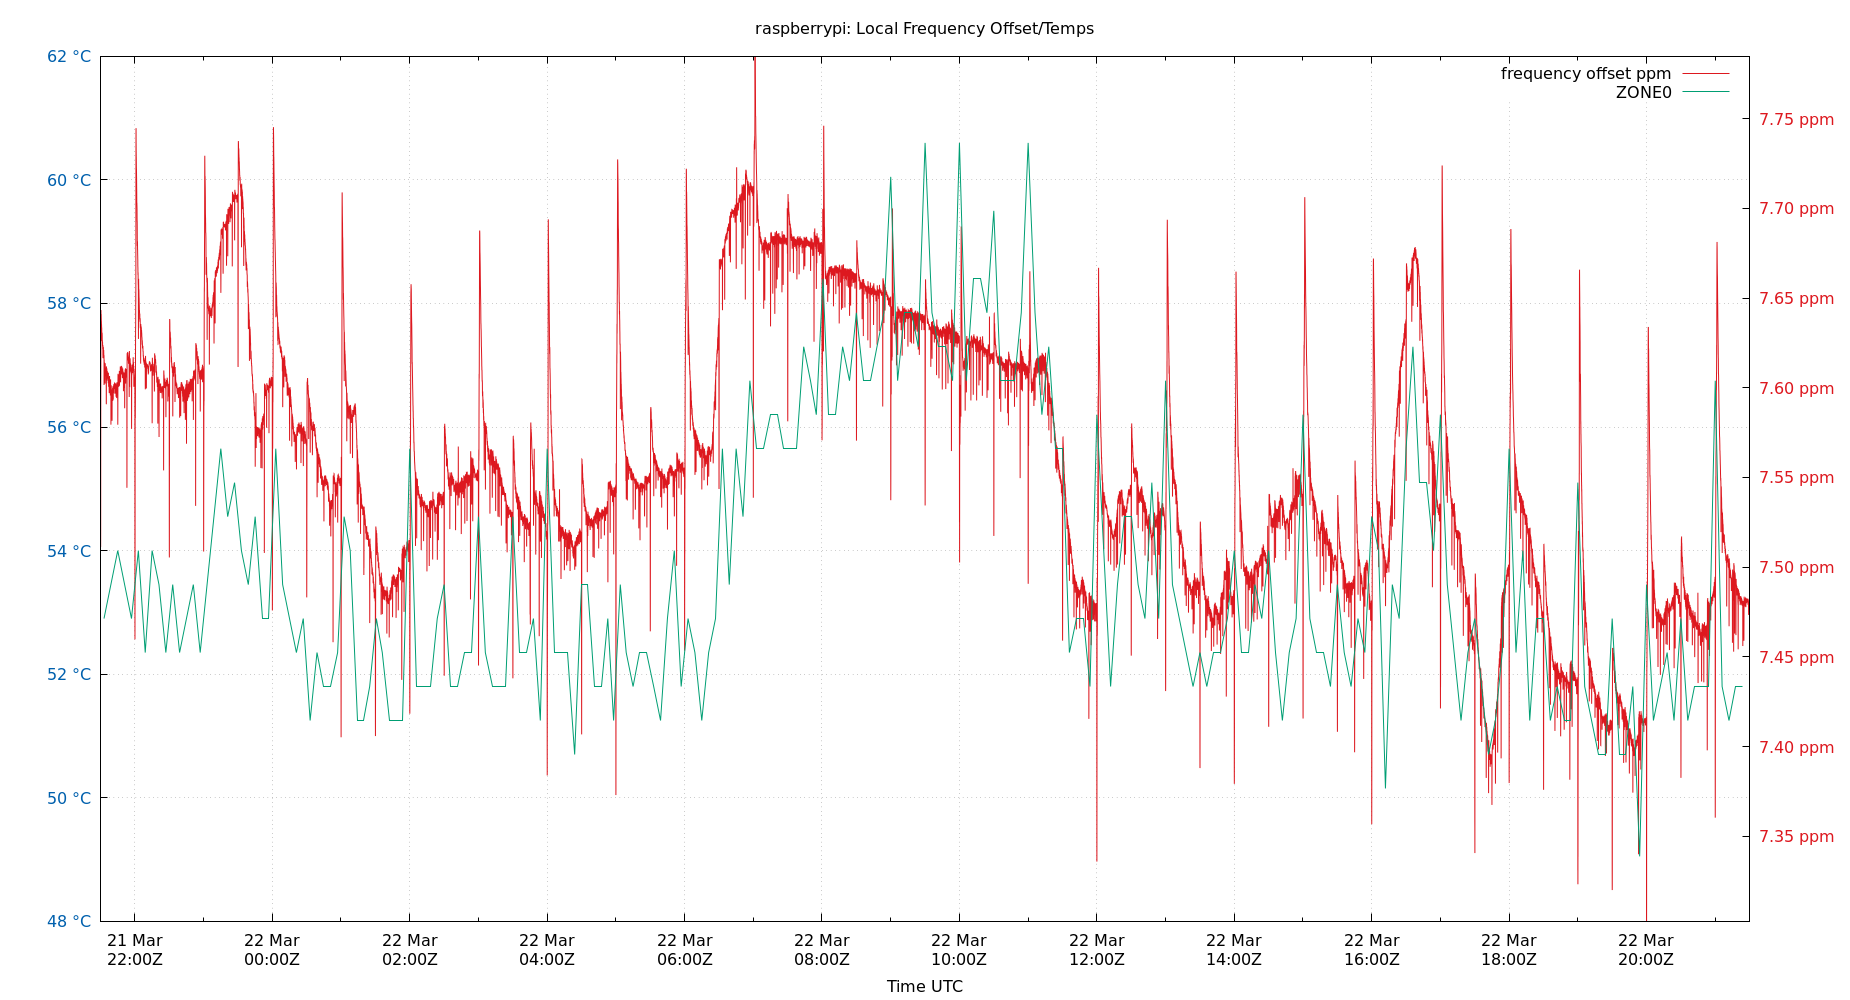 raspberrypi: Local Frequency Offset/Temps
frequency offset ppm
ZONE0
62 °C
60 °C
58 °C
56 °C
54 °C
52 °C
50 °C
48 °C
7.75 ppm
7.70 ppm
7.65 ppm
7.60 ppm
7.55 ppm
7.50 ppm
7.45 ppm
7.40 ppm
7.35 ppm
21 Mar 22 Mar 22 Mar 22 Mar 22 Mar 22 Mar 22 Mar 22 Mar 22 Mar 22 Mar 22 Mar 22 Mar
22:00Z 00:00Z 02:00Z 04:00Z 06:00Z 08:00Z 10:00Z 12:00Z 14:00Z 16:00Z 18:00Z 20:00Z
Time UTC